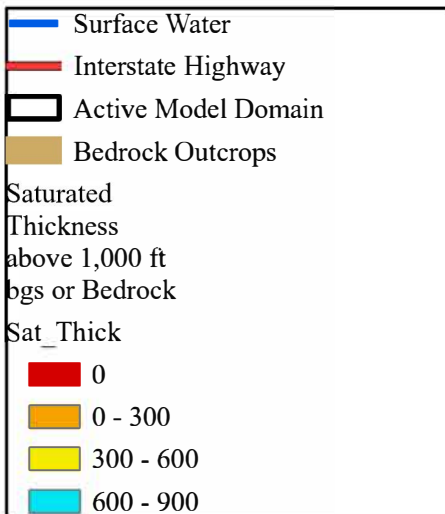 Surface Water
Interstate Highway
Active Model Domain
Bedrock Outcrops
Saturated
Thickness
above 1,000 ft
bgs or Bedrock
Sat_Thick
0
0 - 300
300 - 600
600 - 900